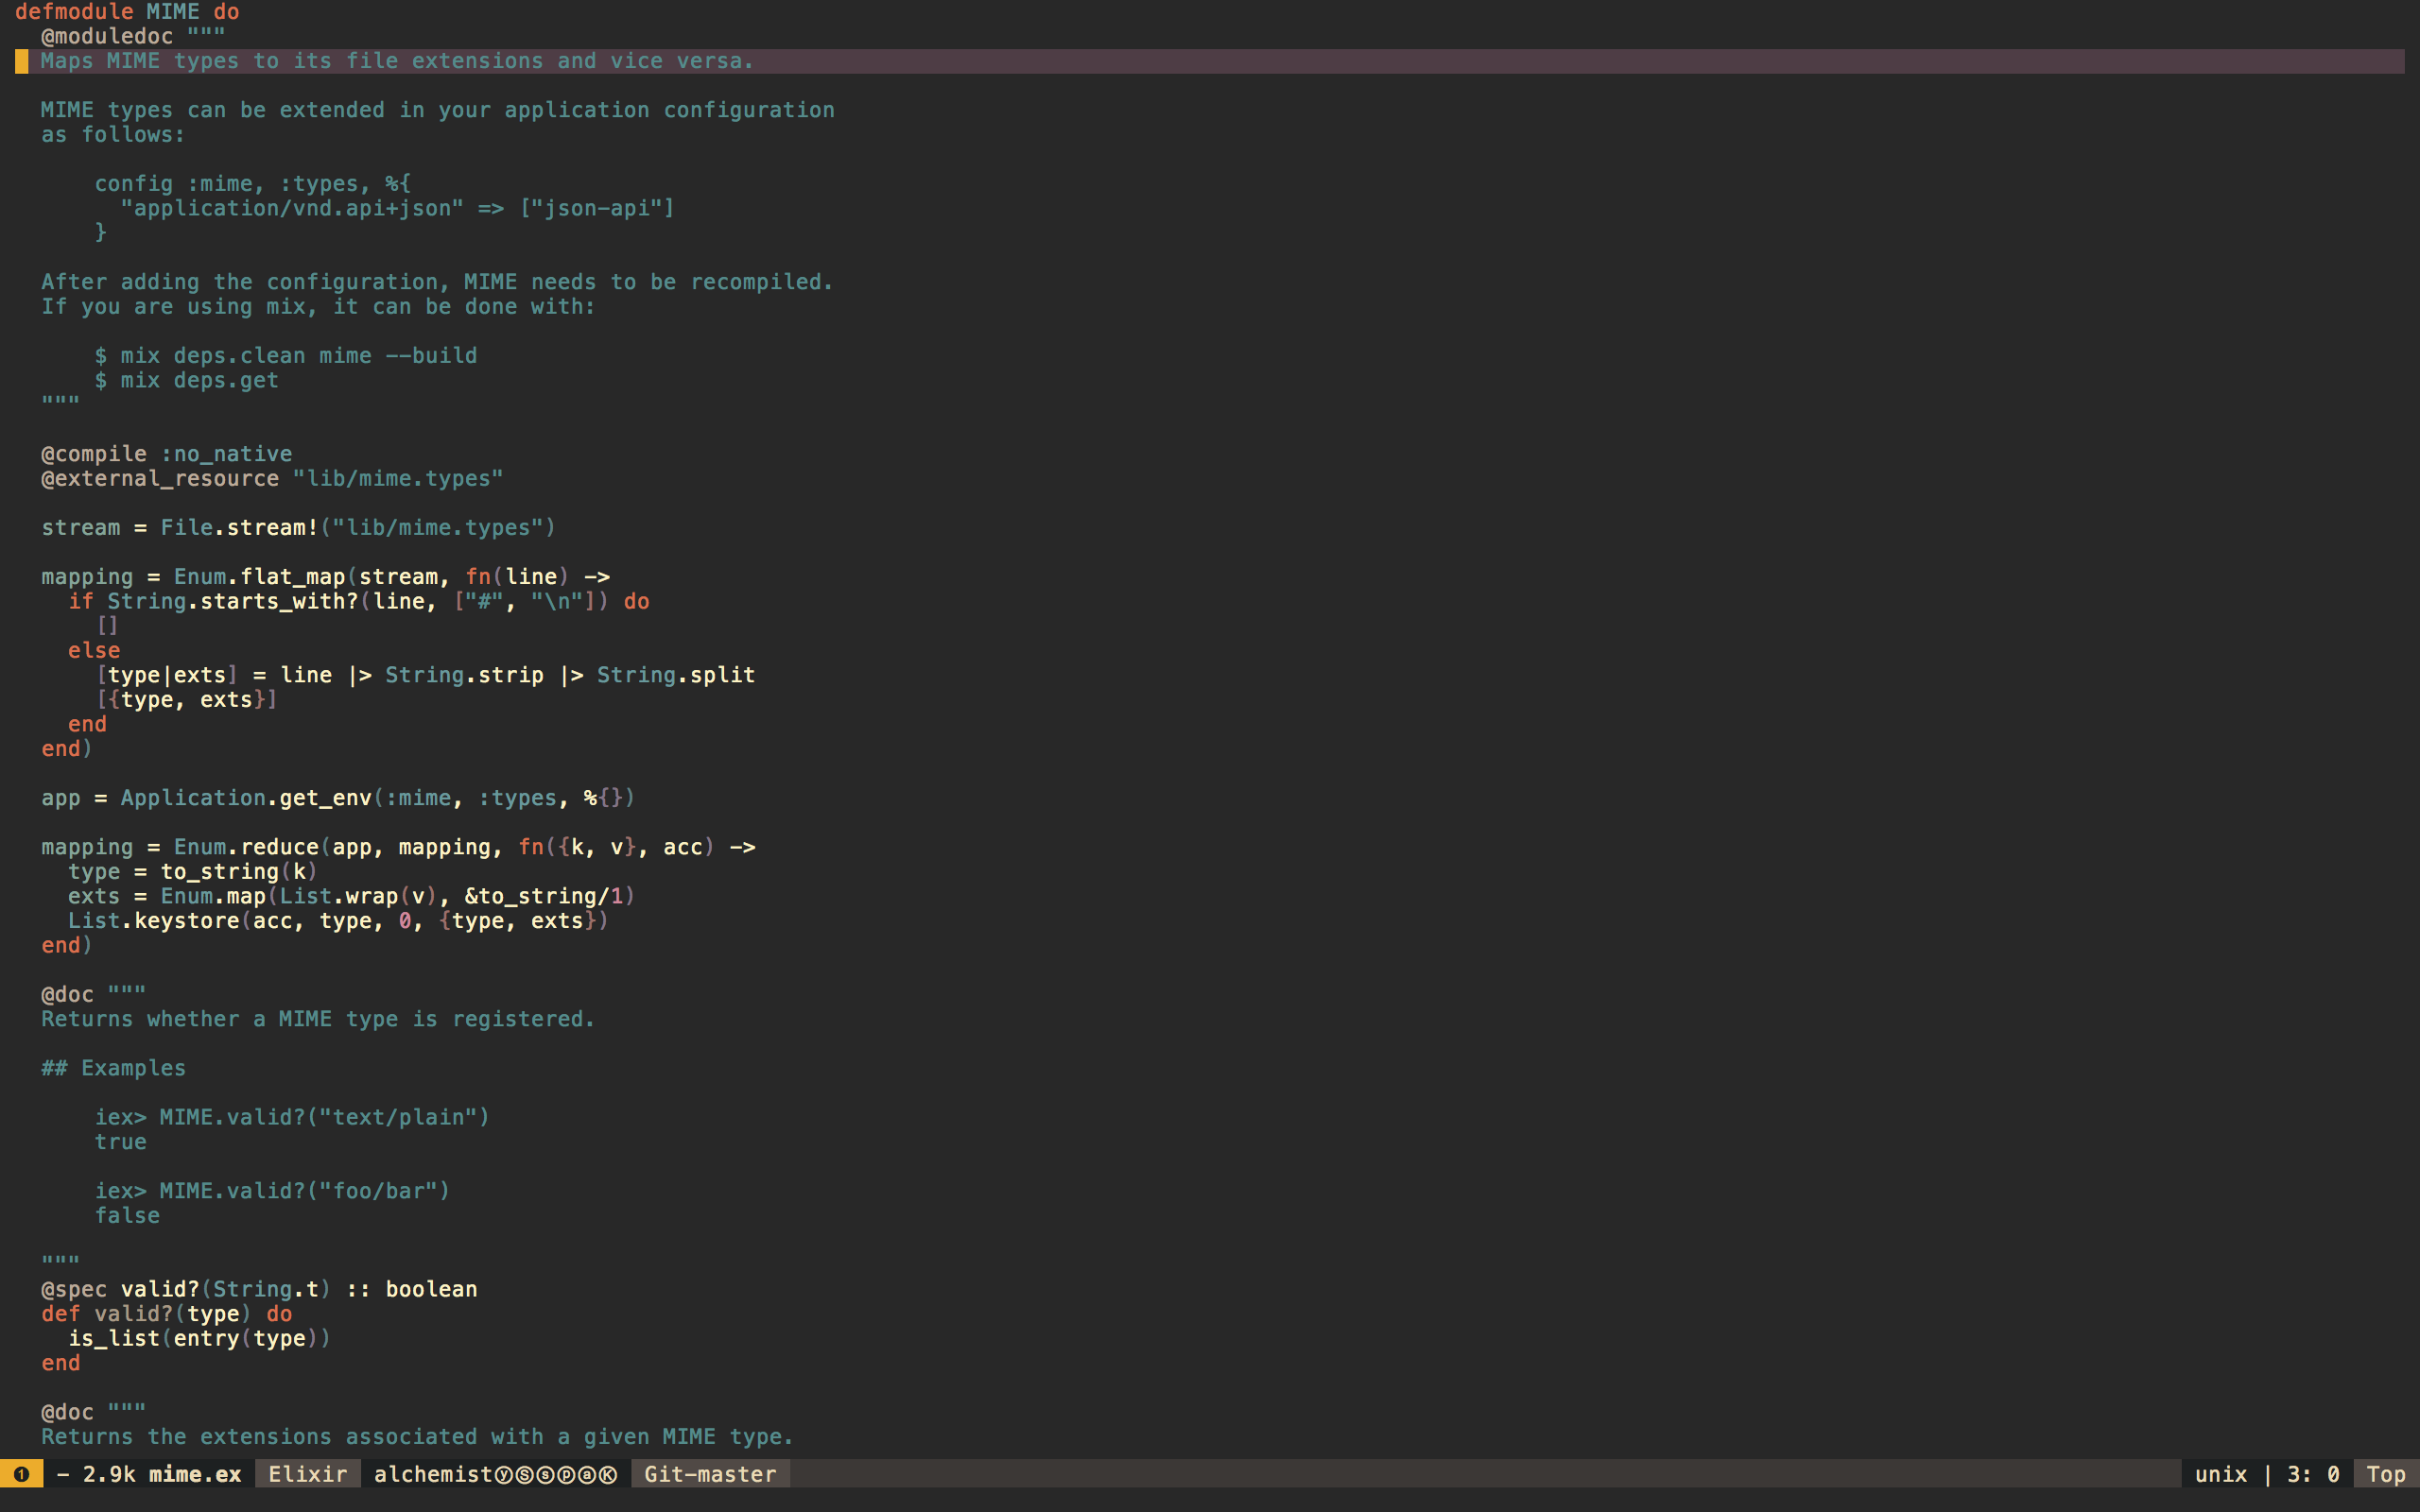 defmodule MIME do
  @moduledoc """
  Maps MIME types to its file extensions and vice versa.

  MIME types can be extended in your application configuration
  as follows:

      config :mime, :types, %{
        "application/vnd.api+json" => ["json-api"]
      }

  After adding the configuration, MIME needs to be recompiled.
  If you are using mix, it can be done with:

      $ mix deps.clean mime --build
      $ mix deps.get
  """

  @compile :no_native
  @external_resource "lib/mime.types"

  stream = File.stream!("lib/mime.types")

  mapping = Enum.flat_map(stream, fn(line) ->
    if String.starts_with?(line, ["#", "\n"]) do
      []
    else
      [type|exts] = line |> String.strip |> String.split
      [{type, exts}]
    end
  end)

  app = Application.get_env(:mime, :types, %{})

  mapping = Enum.reduce(app, mapping, fn({k, v}, acc) ->
    type = to_string(k)
    exts = Enum.map(List.wrap(v), &to_string/1)
    List.keystore(acc, type, 0, {type, exts})
  end)

  @doc """
  Returns whether a MIME type is registered.

  ## Examples

      iex> MIME.valid?("text/plain")
      true

      iex> MIME.valid?("foo/bar")
      false

  """
  @spec valid?(String.t) :: boolean
  def valid?(type) do
    is_list(entry(type))
  end

  @doc """
  Returns the extensions associated with a given MIME type.
❶ - 2.9k mime.ex Elixir alchemistⓨⓈⓢⓟⓐⓀ Git-master unix | 3: 0 Top